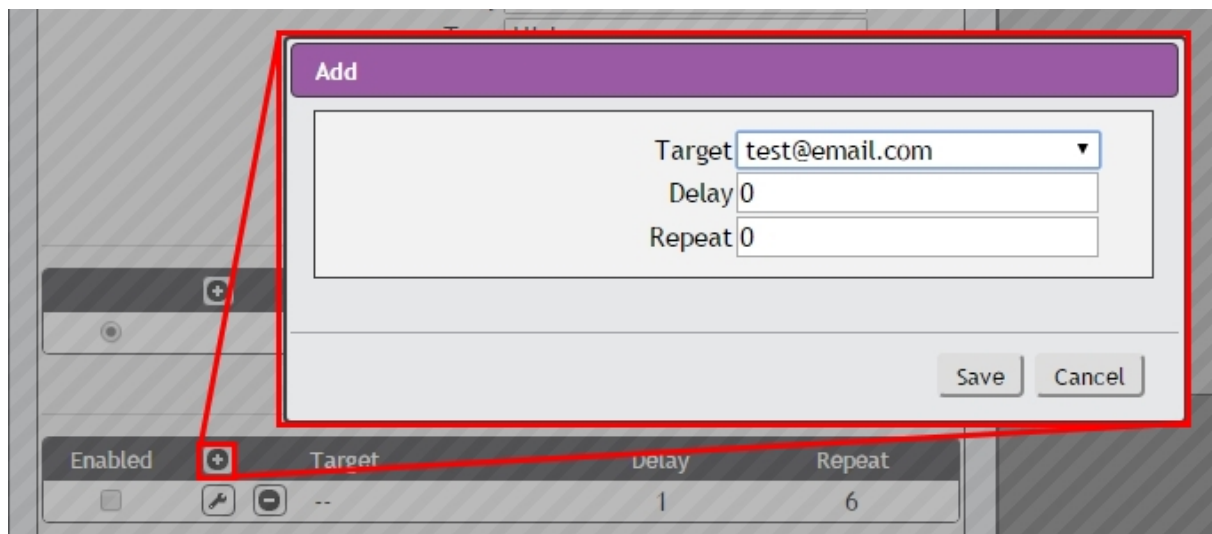 Add
Target test@email.com
Delay 0
Repeat 0
Save Cancel
Enabled Target Delay Repeat
-- 1 6